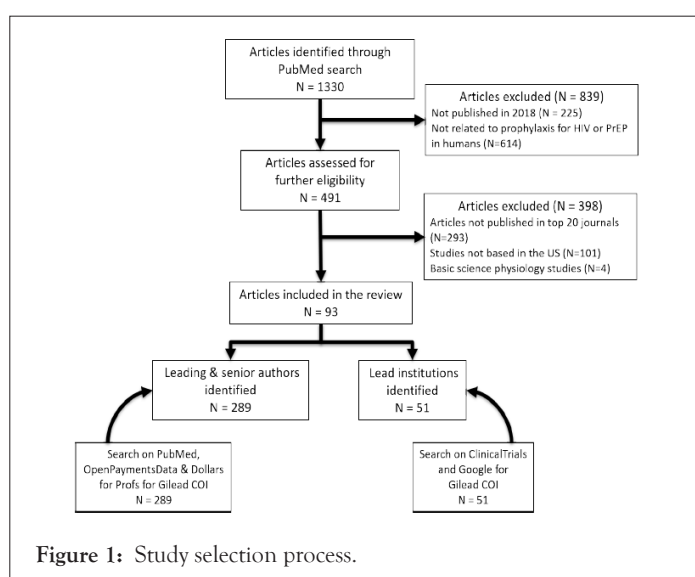 Articles identified through
PubMed search
N = 1330
Articles excluded (N = 839)
Not published in 2018 (N = 225)
Not related to prophylaxis for HIV or PrEP
in humans (N=614)
Articles assessed for
further eligibility
N = 491
Articles excluded (N = 398)
Articles not published in top 20 journals
(N=293)
Studies not based in the US (N=101)
Basic science physiology studies (N=4)
Articles included in the review
N = 93
Leading & senior authors
identified
N = 289
Lead institutions
identified
N = 51
Search on PubMed,
OpenPaymentsData & Dollars
for Profs for Gilead COI
N = 289
Search on ClinicalTrials
and Google for
Gilead COI
N = 51
Figure 1: Study selection process.